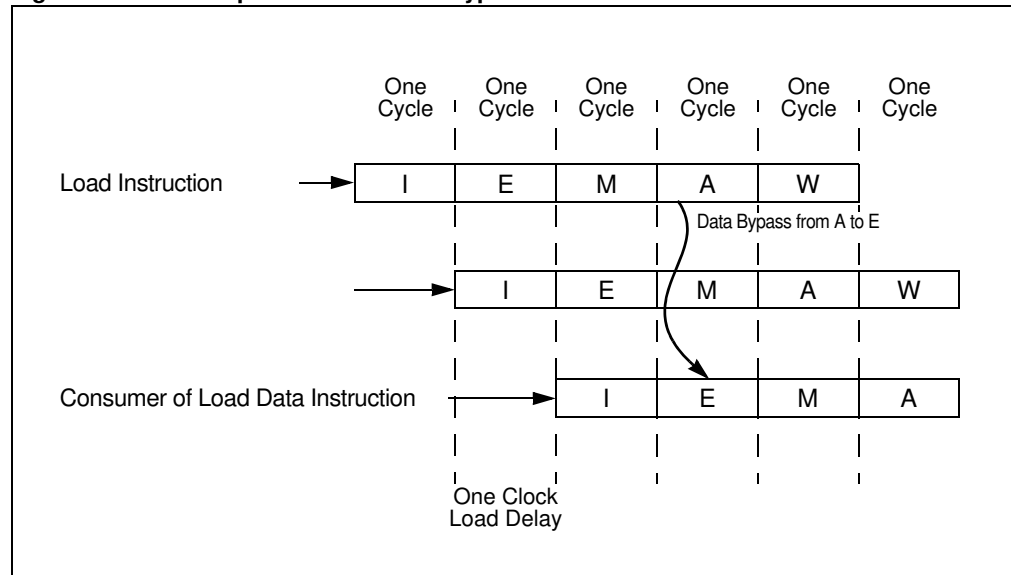 One One One One One One
Cycle Cycle Cycle Cycle Cycle Cycle
Load Instruction I E M A W
Data Bypass from A to E
I E M A W
Consumer of Load Data Instruction I E M A
One Clock
Load Delay